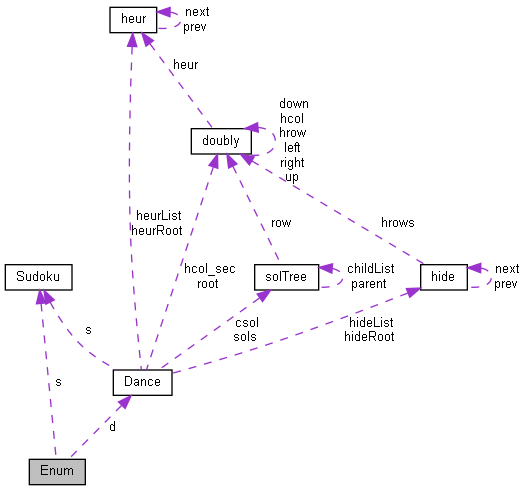 heur
next
prev
heur
down
hcol
hrow
left
right
up
doubly
heurList
heurRoot
row
hrows
hcol_sec
root
Sudoku
solTree
childList
parent
hide
next
prev
s
csol
sols
hideList
hideRoot
s
Dance
d
Enum